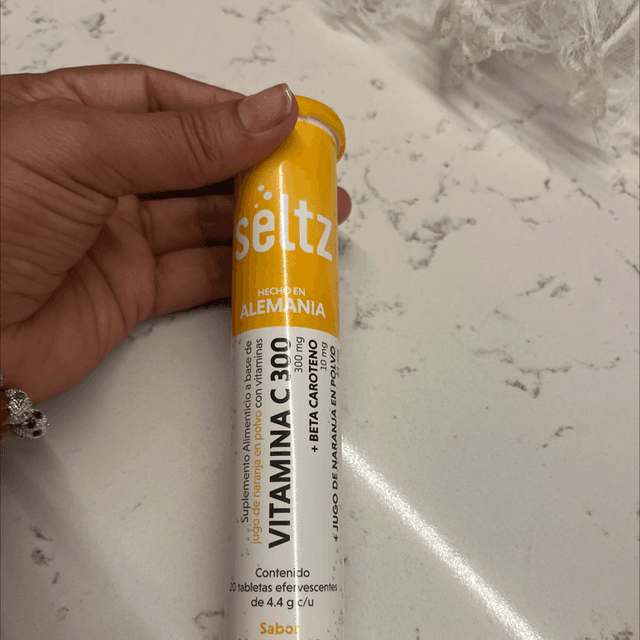 seltz
HECHO EN
ALEMANIA
Suplemento Alimenticio a base de
jugo de naranja en polvo con vitaminas
VITAMINA C 300
300 mg
+ BETA CAROTENO
10 mg
+ JUGO DE NARANJA EN POLVO
Contenido
20 tabletas efervescentes
de 4.4 g c/u
Sabor